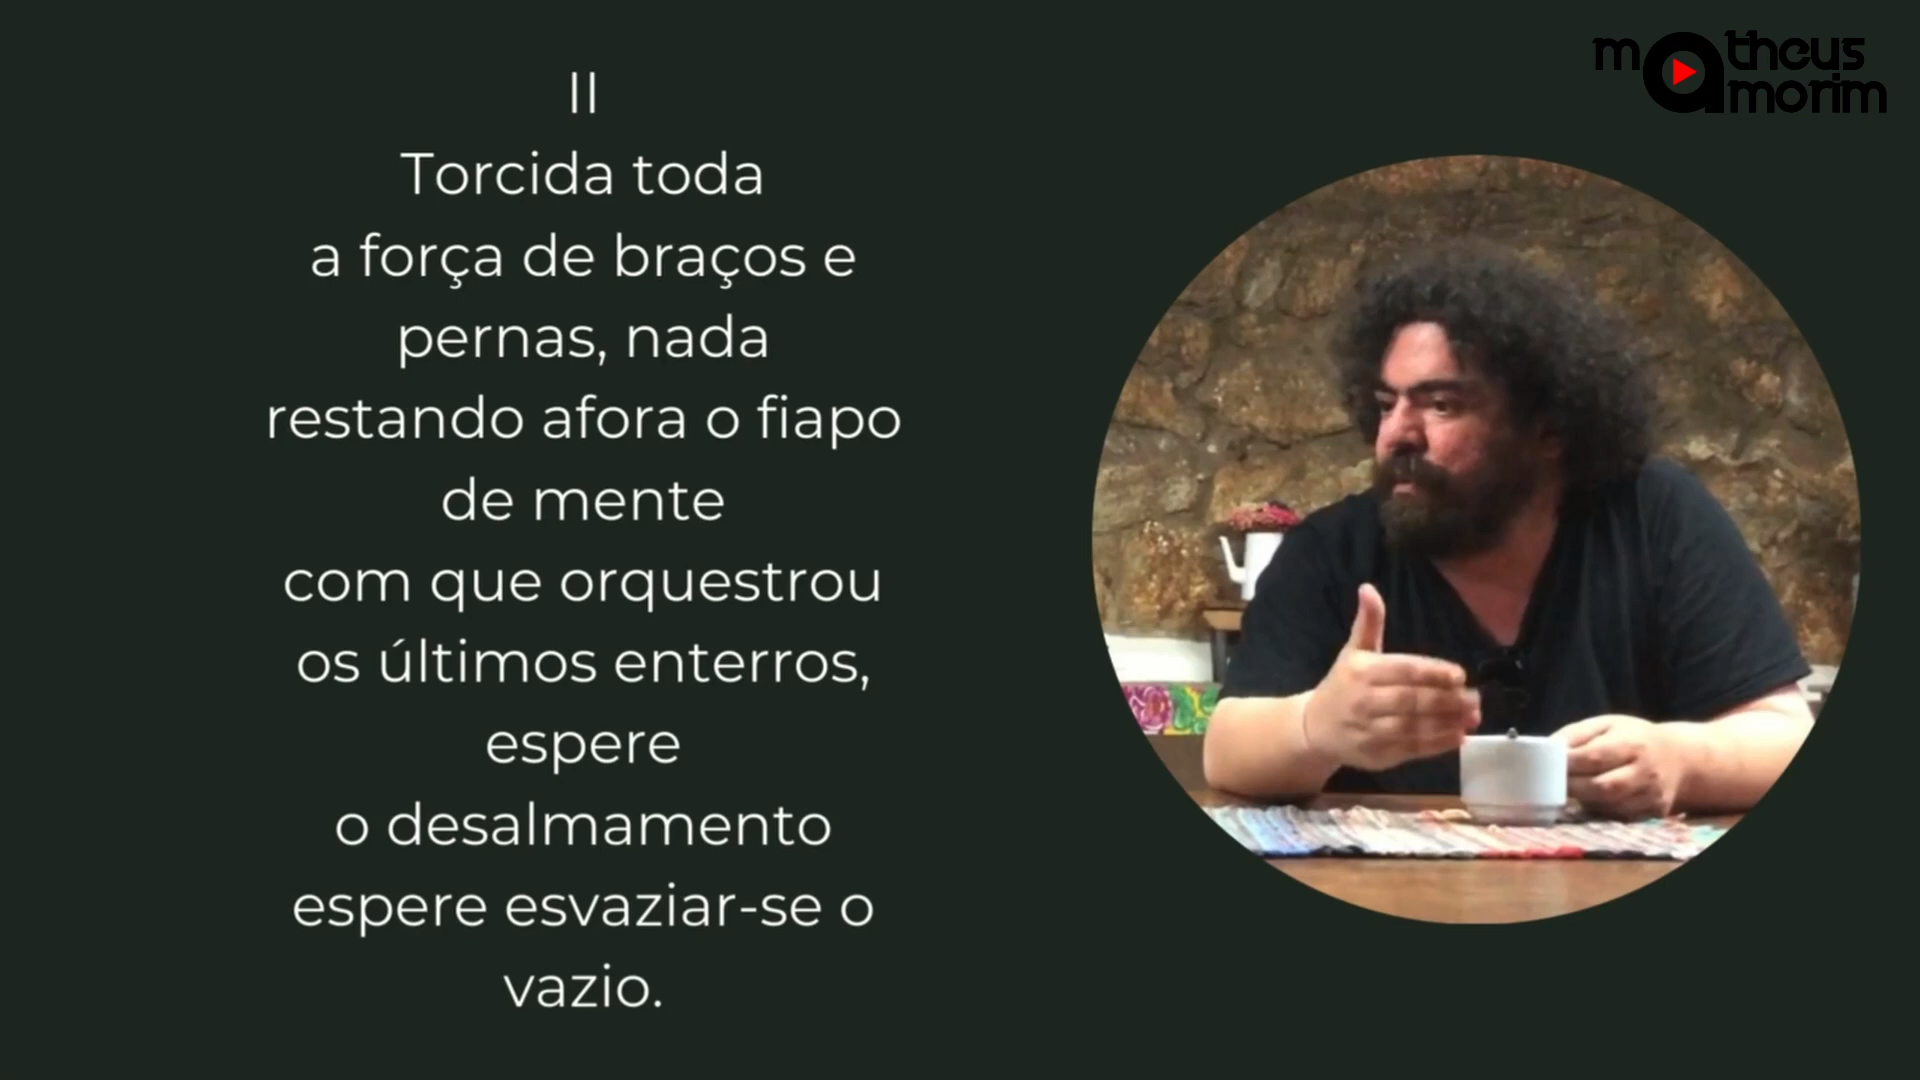 II
Torcida toda
a força de braços e
pernas, nada
restando afora o fiapo
de mente
com que orquestrou
os últimos enterros,
espere
o desalmamento
espere esvaziar-se o
vazio.
matheus
amorim